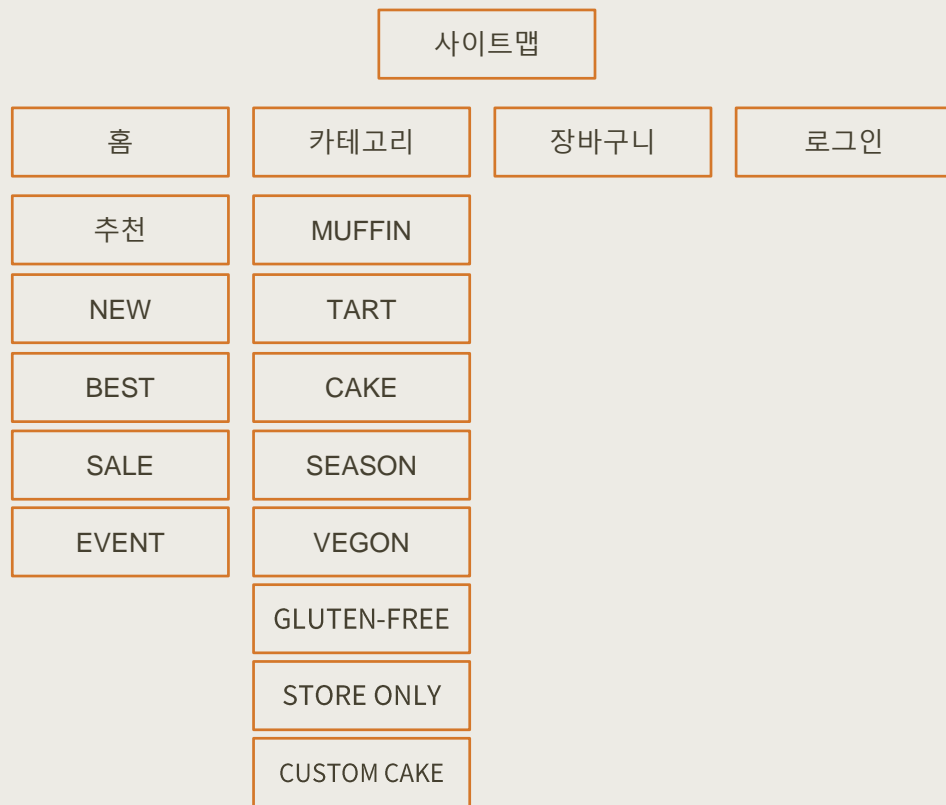 사이트맵
홈
카테고리
장바구니
로그인
추천
MUFFIN
NEW
TART
BEST
CAKE
SALE
SEASON
EVENT
VEGON
GLUTEN-FREE
STORE ONLY
CUSTOM CAKE